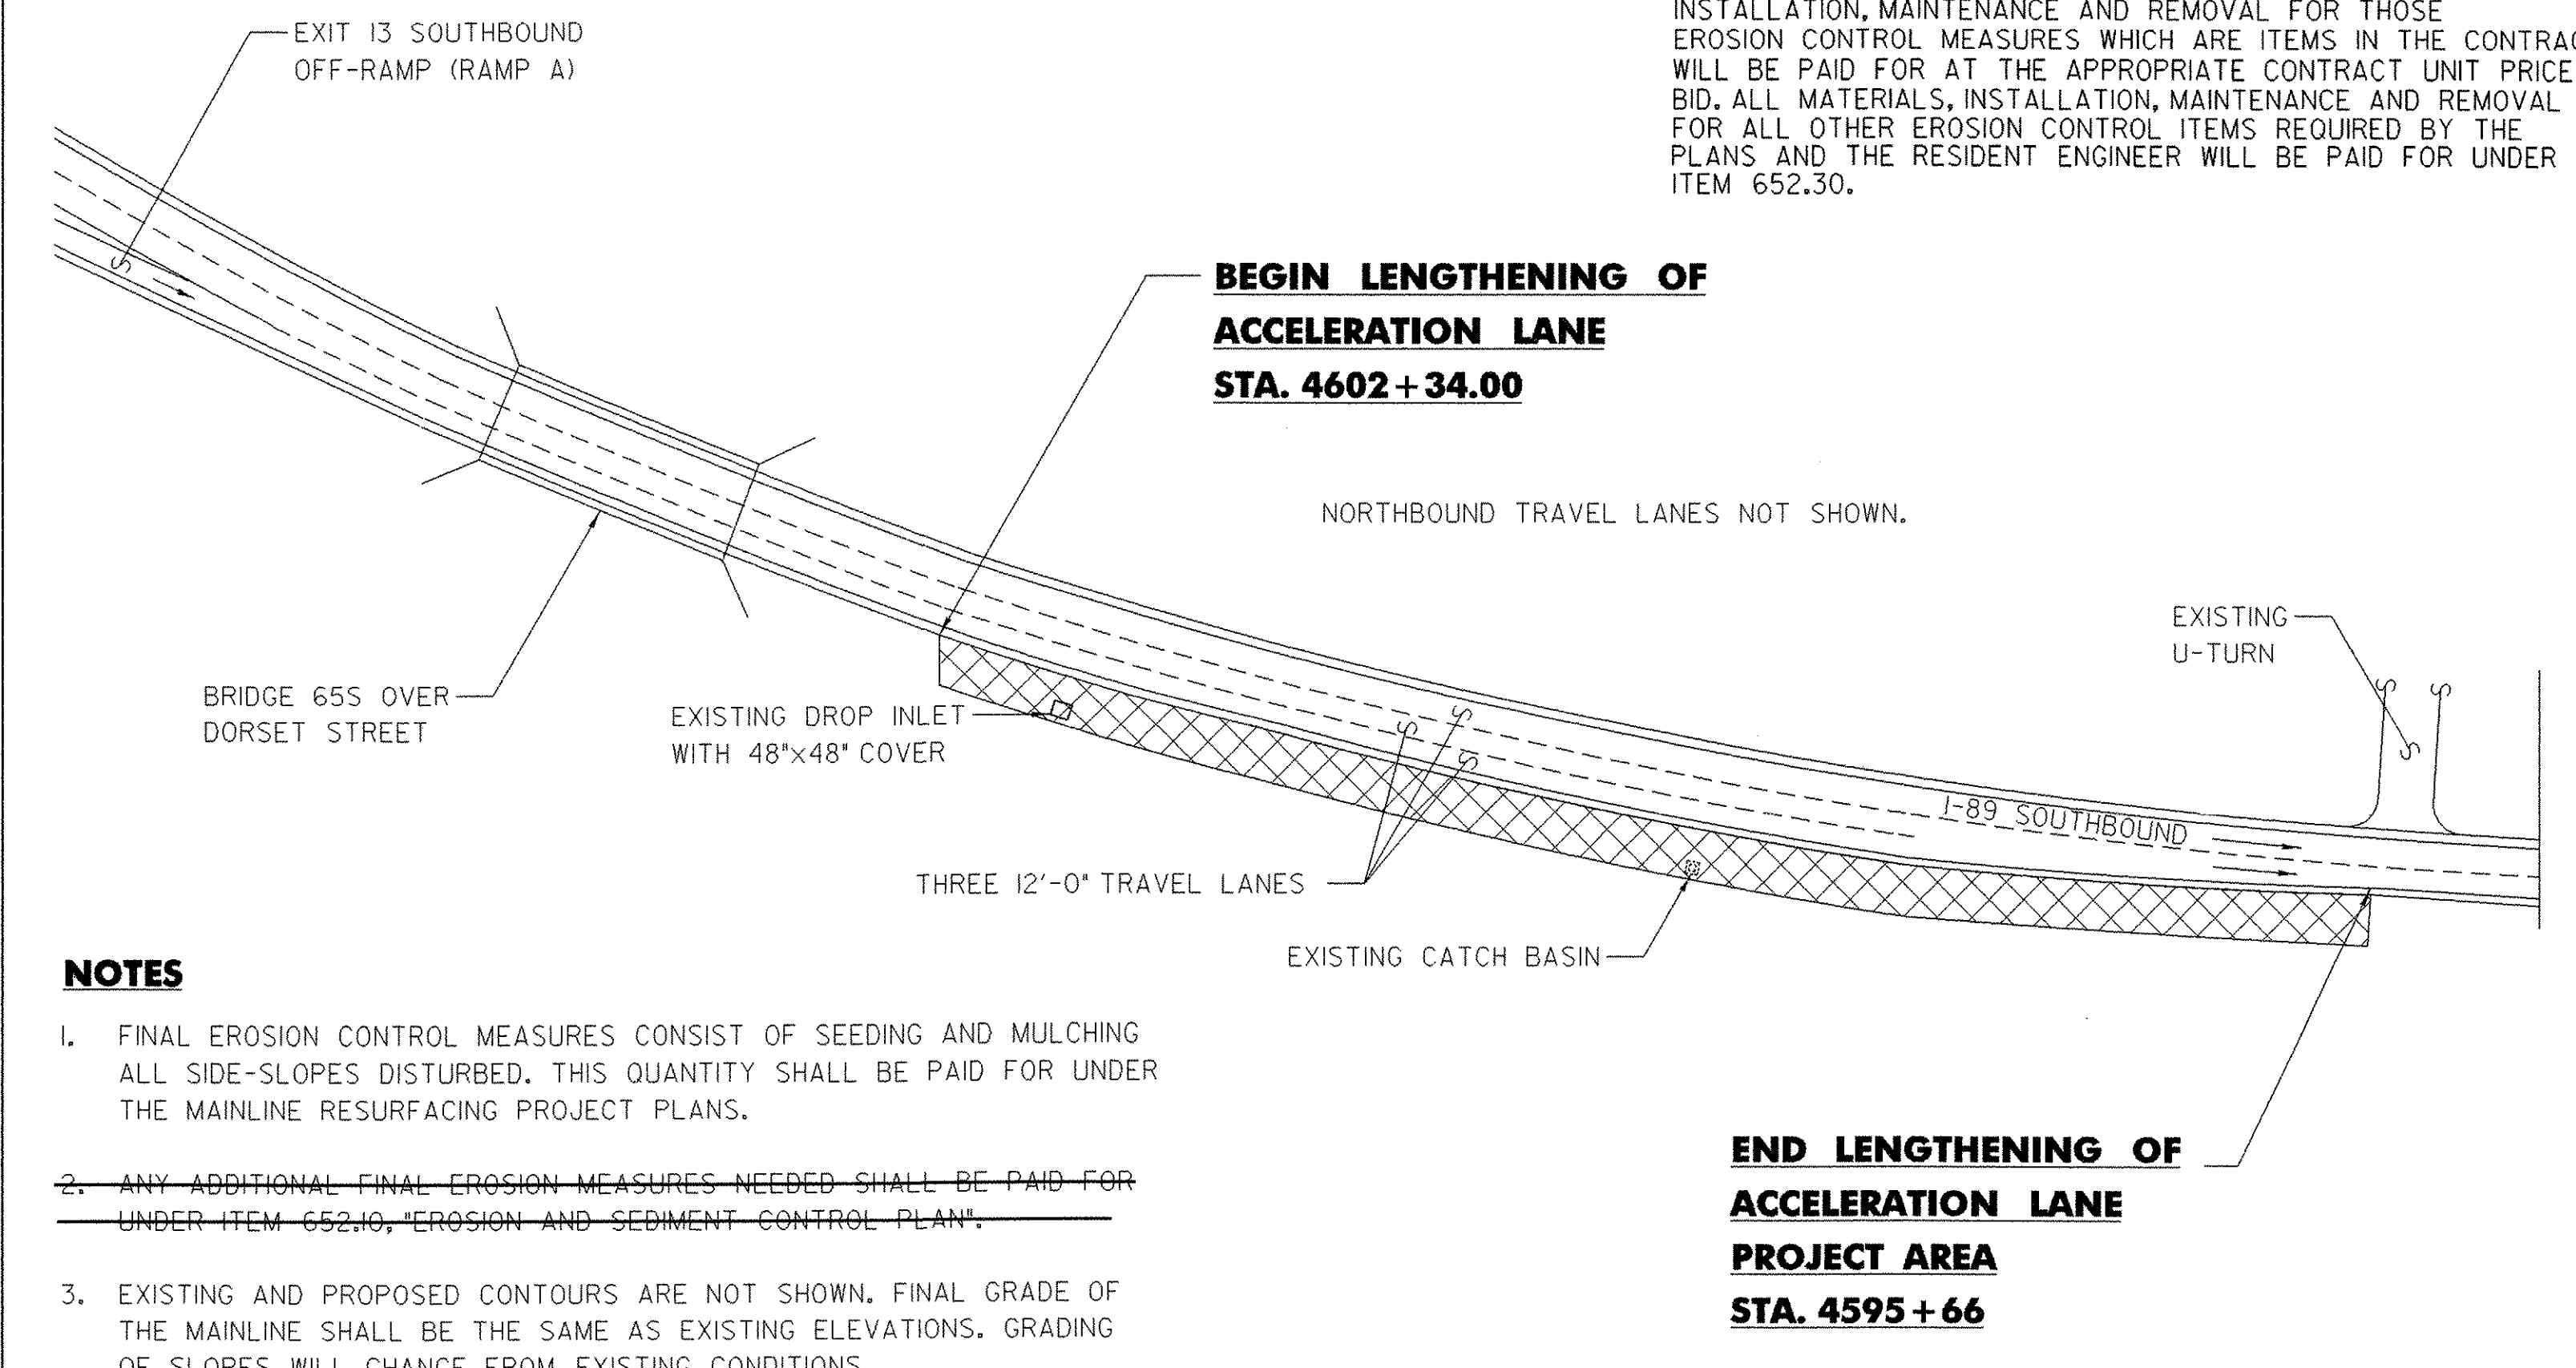 EXIT 13 SOUTHBOUND
OFF-RAMP (RAMP A)
INSTALLATION, MAINTENANCE AND REMOVAL FOR THOSE
EROSION CONTROL MEASURES WHICH ARE ITEMS IN THE CONTRAC
WILL BE PAID FOR AT THE APPROPRIATE CONTRACT UNIT PRICE
BID. ALL MATERIALS, INSTALLATION, MAINTENANCE AND REMOVAL
FOR ALL OTHER EROSION CONTROL ITEMS REQUIRED BY THE
PLANS AND THE RESIDENT ENGINEER WILL BE PAID FOR UNDER
ITEM 652.30.
BEGIN LENGTHENING OF
ACCELERATION LANE
STA. 4602+34.00
NORTHBOUND TRAVEL LANES NOT SHOWN.
EXISTING
U-TURN
BRIDGE 65S OVER
DORSET STREET
EXISTING DROP INLET
WITH 48"x48" COVER
I-89 SOUTHBOUND
THREE 12'-0" TRAVEL LANES
EXISTING CATCH BASIN
NOTES
1. FINAL EROSION CONTROL MEASURES CONSIST OF SEEDING AND MULCHING
ALL SIDE-SLOPES DISTURBED. THIS QUANTITY SHALL BE PAID FOR UNDER
THE MAINLINE RESURFACING PROJECT PLANS.
2. ANY ADDITIONAL FINAL EROSION MEASURES NEEDED SHALL BE PAID FOR
UNDER ITEM 652.10, "EROSION AND SEDIMENT CONTROL PLAN".
3. EXISTING AND PROPOSED CONTOURS ARE NOT SHOWN. FINAL GRADE OF
THE MAINLINE SHALL BE THE SAME AS EXISTING ELEVATIONS. GRADING
OF SLOPES WILL CHANGE FROM EXISTING CONDITIONS
END LENGTHENING OF
ACCELERATION LANE
PROJECT AREA
STA. 4595+66